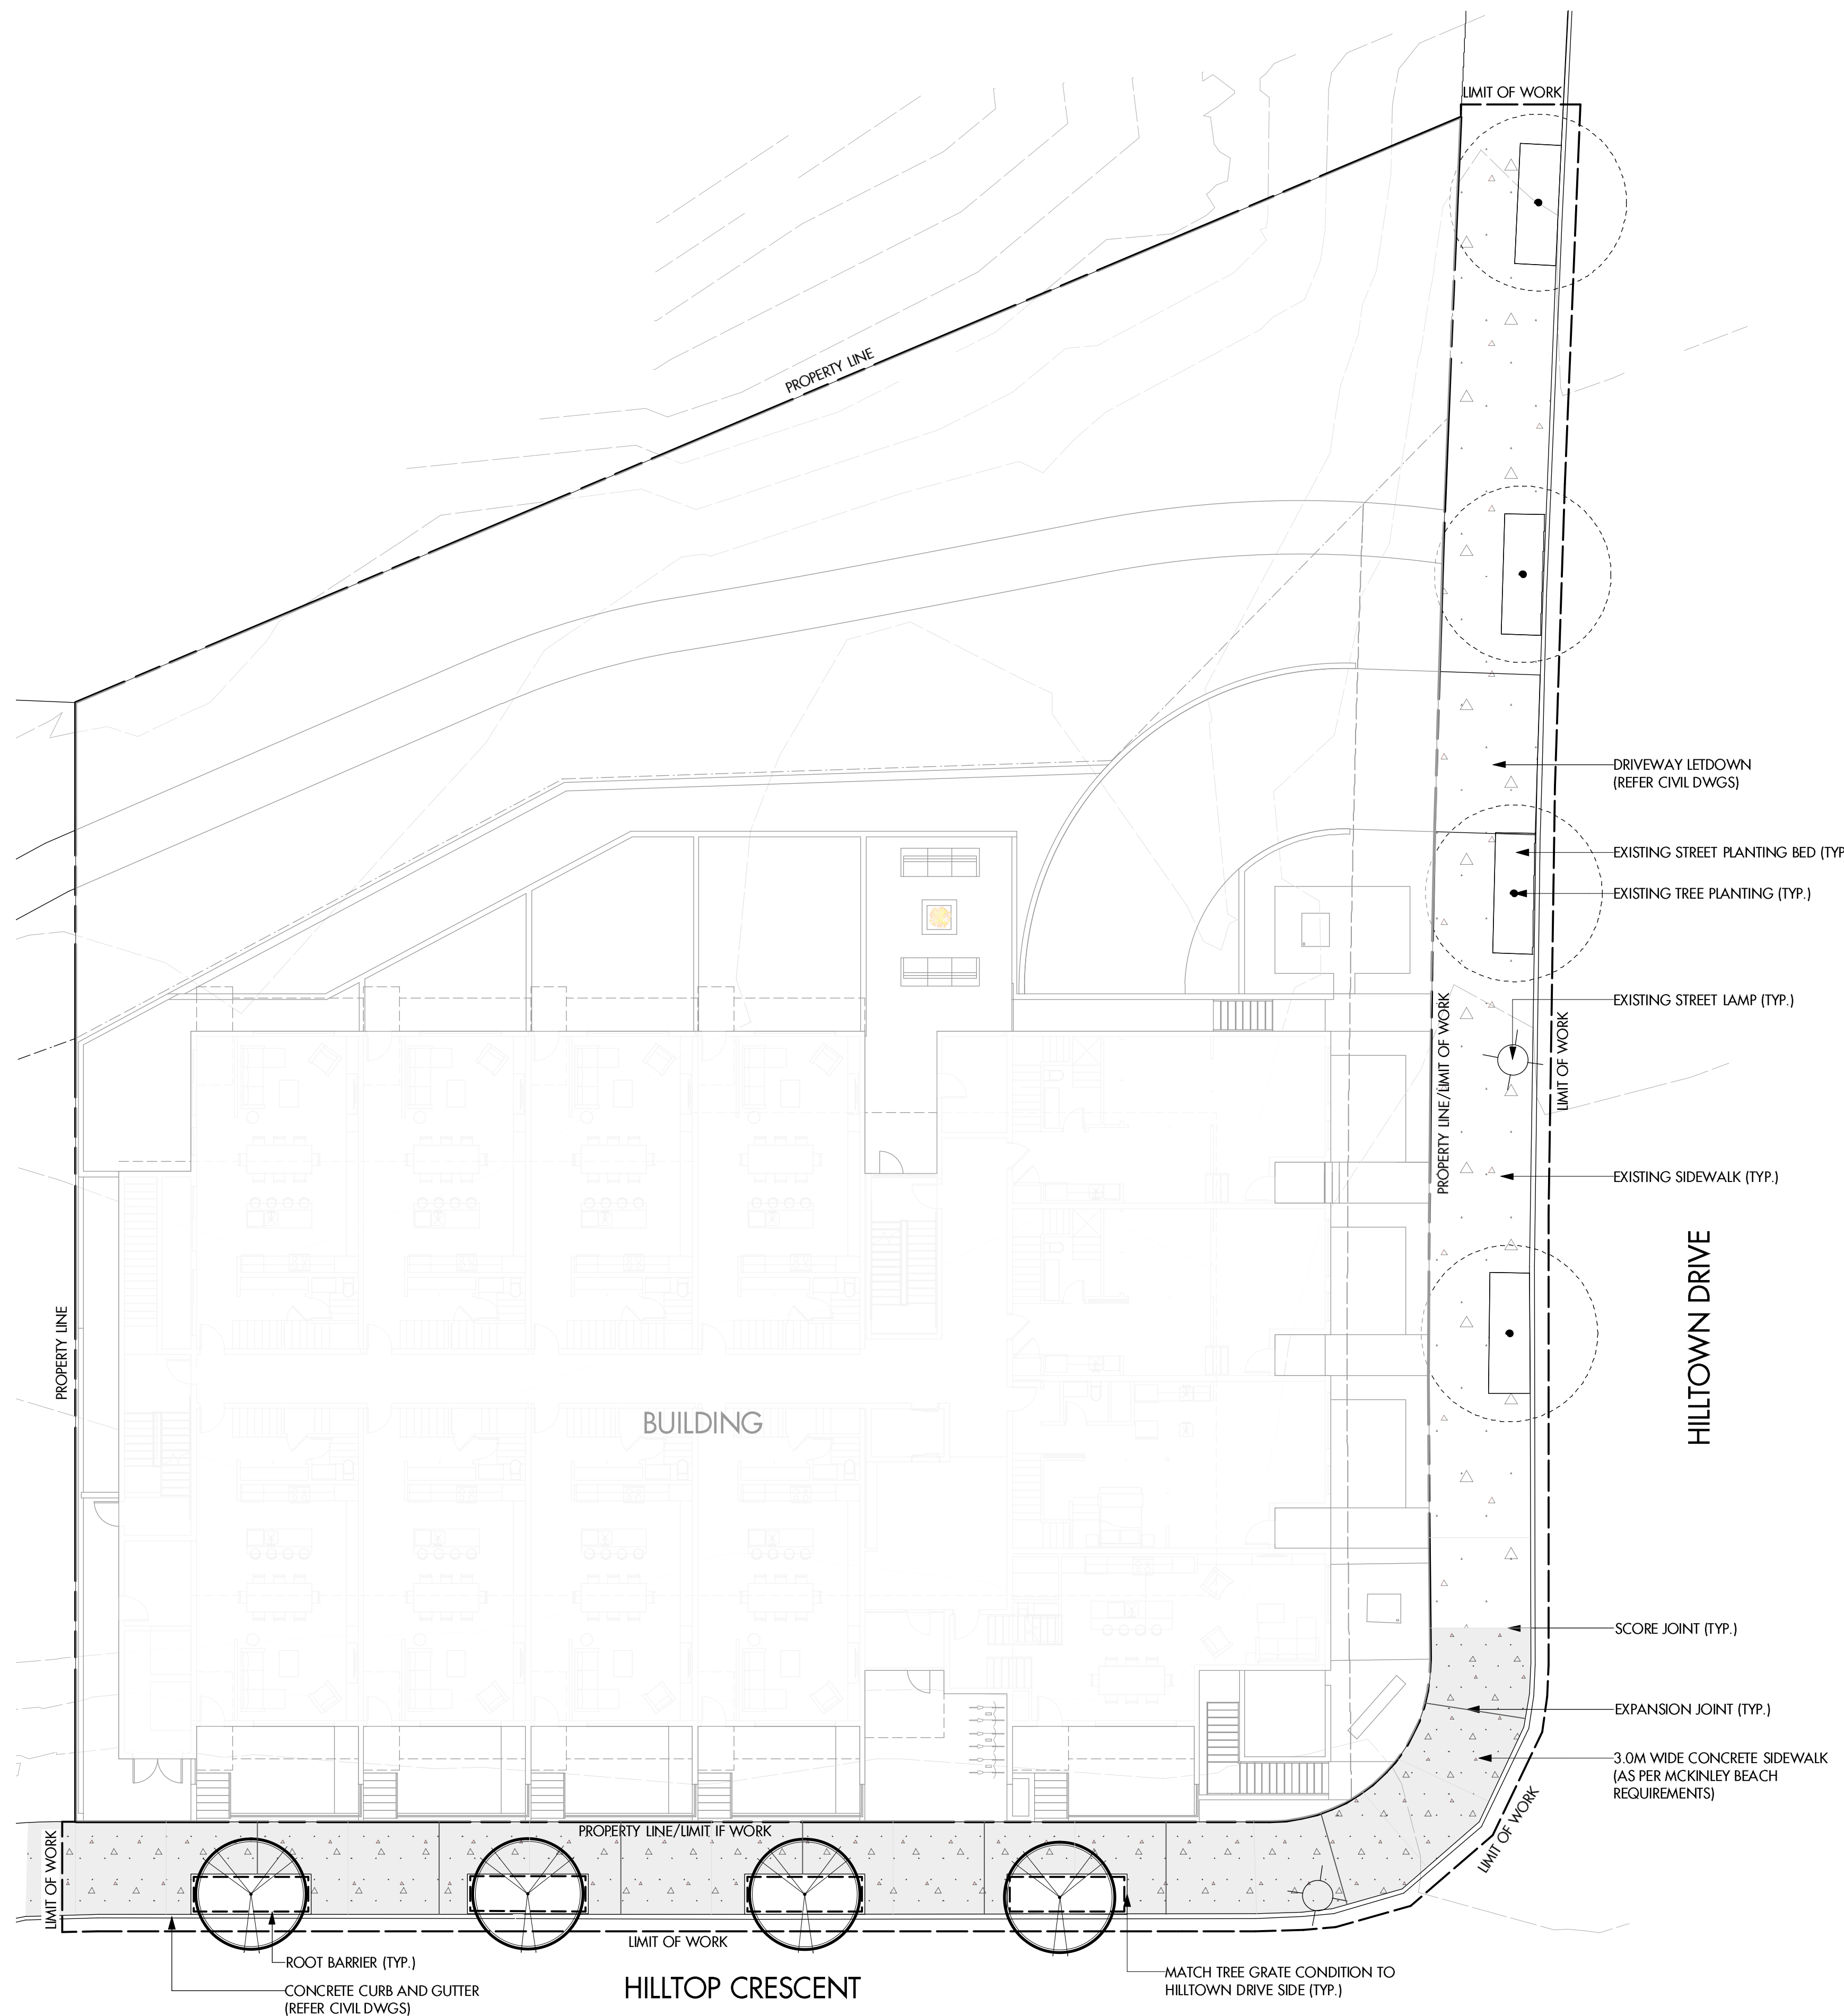 LIMIT OF WORK
PROPERTY LINE
DRIVEWAY LETDOWN
(REFER CIVIL DWGS)
EXISTING STREET PLANTING BED (TYP
EXISTING TREE PLANTING (TYP.)
EXISTING STREET LAMP (TYP.)
PROPERTY LINE/LIMIT OF WORK
LIMIT OF WORK
EXISTING SIDEWALK (TYP.)
HILLTOWN DRIVE
PROPERTY LINE
BUILDING
SCORE JOINT (TYP.)
EXPANSION JOINT (TYP.)
3.0M WIDE CONCRETE SIDEWALK
(AS PER MCKINLEY BEACH
REQUIREMENTS)
LIMIT OF WORK
PROPERTY LINE/LIMIT IF WORK
LIMIT OF WORK
LIMIT OF WORK
ROOT BARRIER (TYP.)
CONCRETE CURB AND GUTTER
(REFER CIVIL DWGS)
HILLTOP CRESCENT
MATCH TREE GRATE CONDITION TO
HILLTOWN DRIVE SIDE (TYP.)